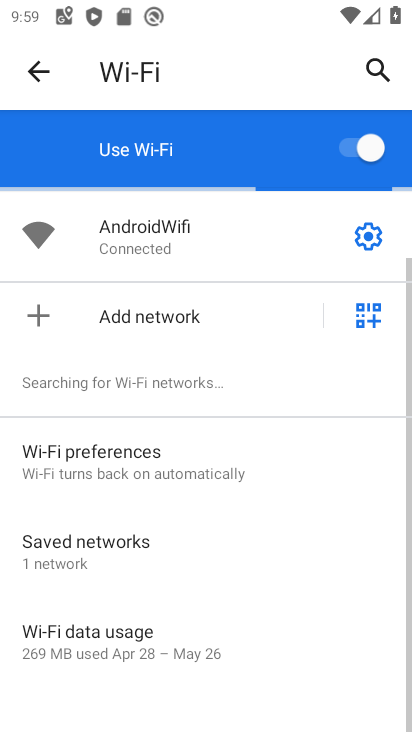 9:59
Wi-Fi
Use Wi-Fi
AndroidWifi
Connected
Add network
Searching for Wi-Fi networks…
Wi-Fi preferences
Wi-Fi turns back on automatically
Saved networks
1 network
Wi-Fi data usage
269 MB used Apr 28 – May 26